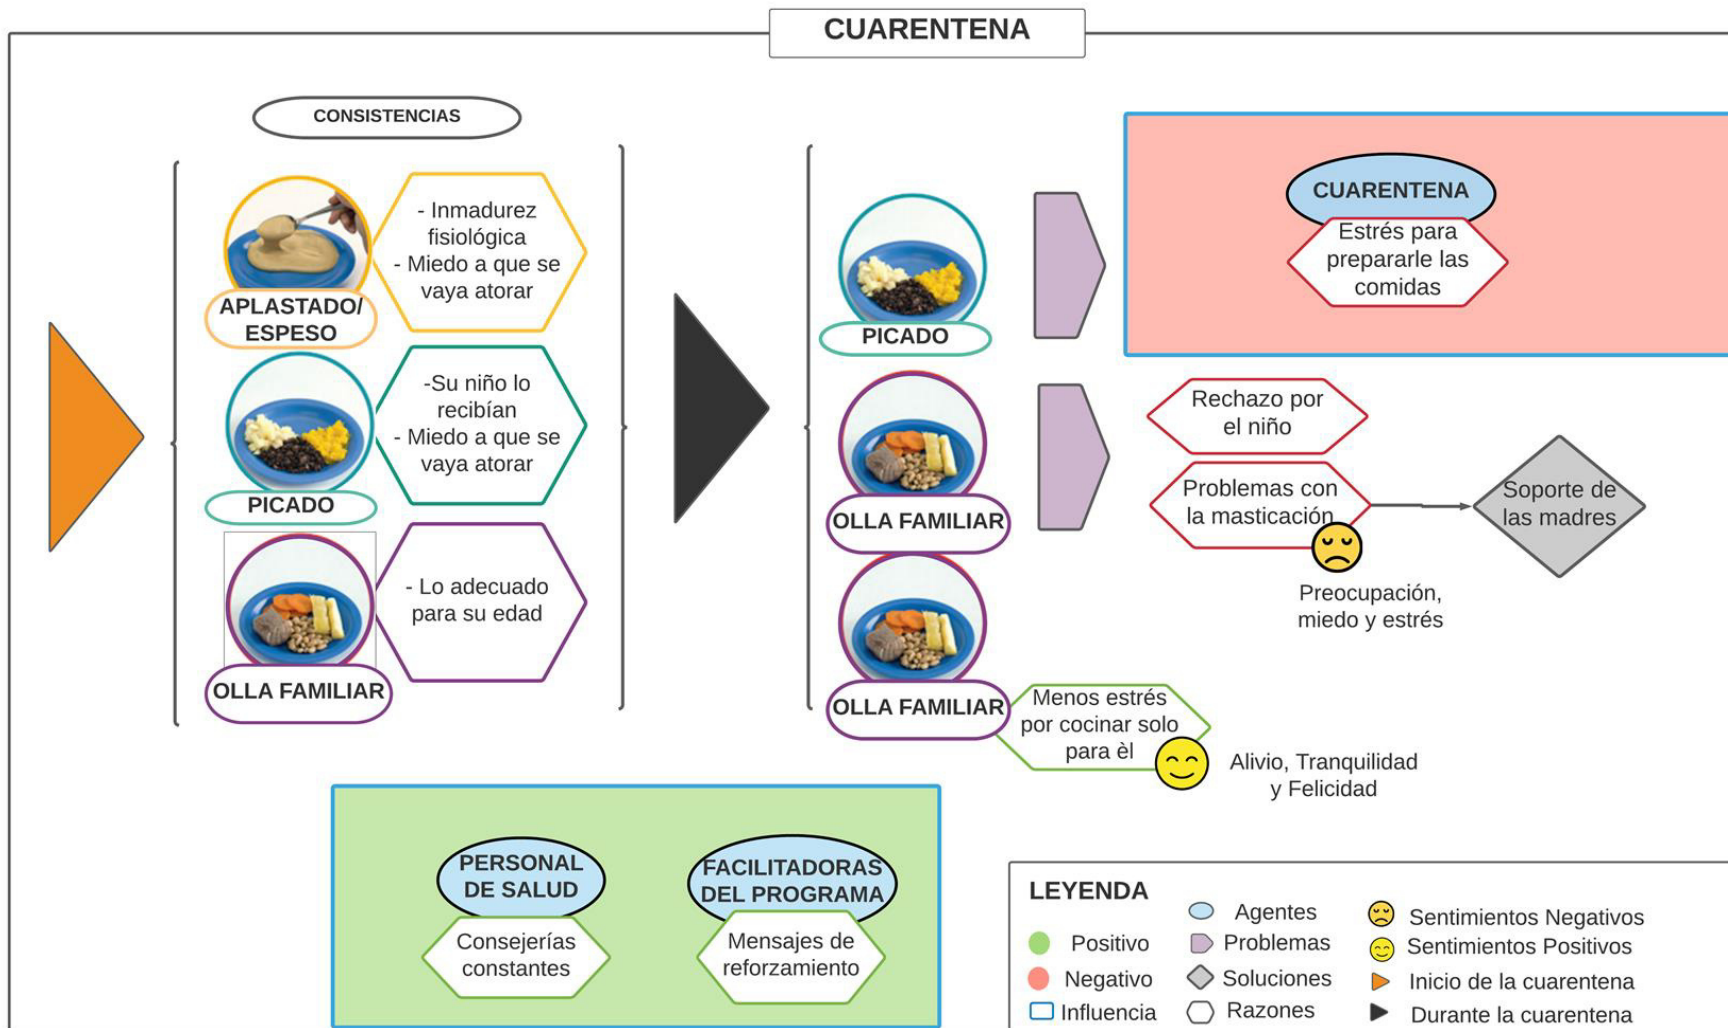 CUARENTENA
CONSISTENCIAS
- Inmadurez
fisiológica
- Miedo a que se
vaya atorar
APLASTADO/
ESPESO
-Su niño lo
recibían
- Miedo a que se
vaya atorar
PICADO
- Lo adecuado
para su edad
OLLA FAMILIAR
PICADO
CUARENTENA
Estrés para
prepararle las
comidas
OLLA FAMILIAR
Rechazo por
el niño
Problemas con
la masticación
Soporte de
las madres
Preocupación,
miedo y estrés
OLLA FAMILIAR
Menos estrés
por cocinar solo
para èl
Alivio, Tranquilidad
y Felicidad
PERSONAL
DE SALUD
Consejerías
constantes
FACILITADORAS
DEL PROGRAMA
Mensajes de
reforzamiento
LEYENDA
Positivo
Negativo
Influencia
Agentes
Problemas
Soluciones
Razones
Sentimientos Negativos
Sentimientos Positivos
Inicio de la cuarentena
Durante la cuarentena